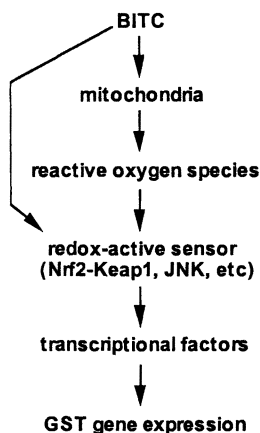 BITC
mitochondria
reactive oxygen species
redox-active sensor
(Nrf2-Keap1, JNK, etc)
transcriptional factors
GST gene expression